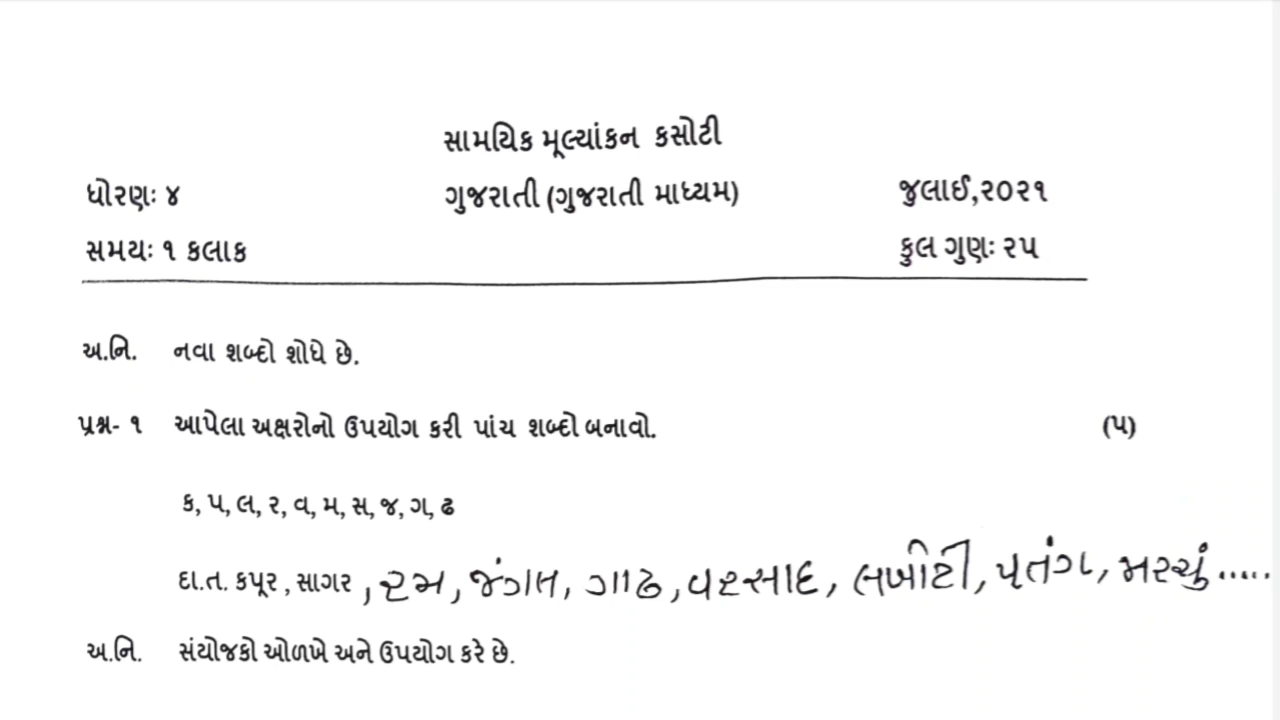 સામયિક મૂલ્યાંકન કસોટી
ધોરણઃ ૪ ગુજરાતી (ગુજરાતી માધ્યમ) જુલાઈ,૨૦૨૧
સમયઃ ૧ કલાક કુલ ગુણઃ ૨૫
અ.નિ. નવા શબ્દો શોધે છે.
પ્રશ્ન- ૧ આપેલા અક્ષરોનો ઉપયોગ કરી પાંચ શબ્દો બનાવો. (૫)
ક, પ, લ, ર, વ, મ, સ, જ, ગ, ઢ
દા.ત. કપૂર , સાગર , રમ, જંગલ, ગાઢ, વરસાદ, લખોટી, પતંગ, મરચું.....
અ.નિ. સંયોજકો ઓળખે અને ઉપયોગ કરે છે.